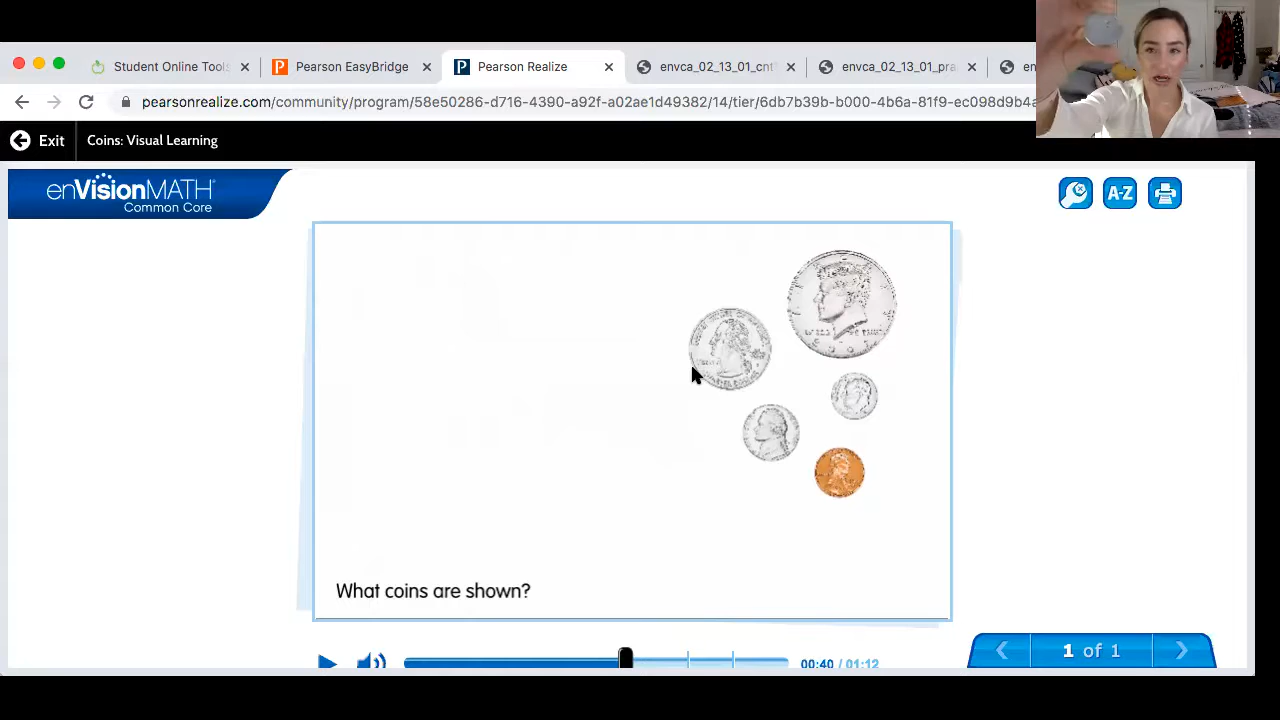 Student Online Tools
Pearson EasyBridge
Pearson Realize
envca_02_13_01_cnt
envca_02_13_01_pra
en
pearsonrealize.com/community/program/58e50286-d716-4390-a92f-a02ae1d49382/14/tier/6db7b39b-b000-4b6a-81f9-ec098d9b4a
Exit
Coins: Visual Learning
enVisionMATH
Common Core
A-Z
What coins are shown?
00:40 / 01:12
1 of 1